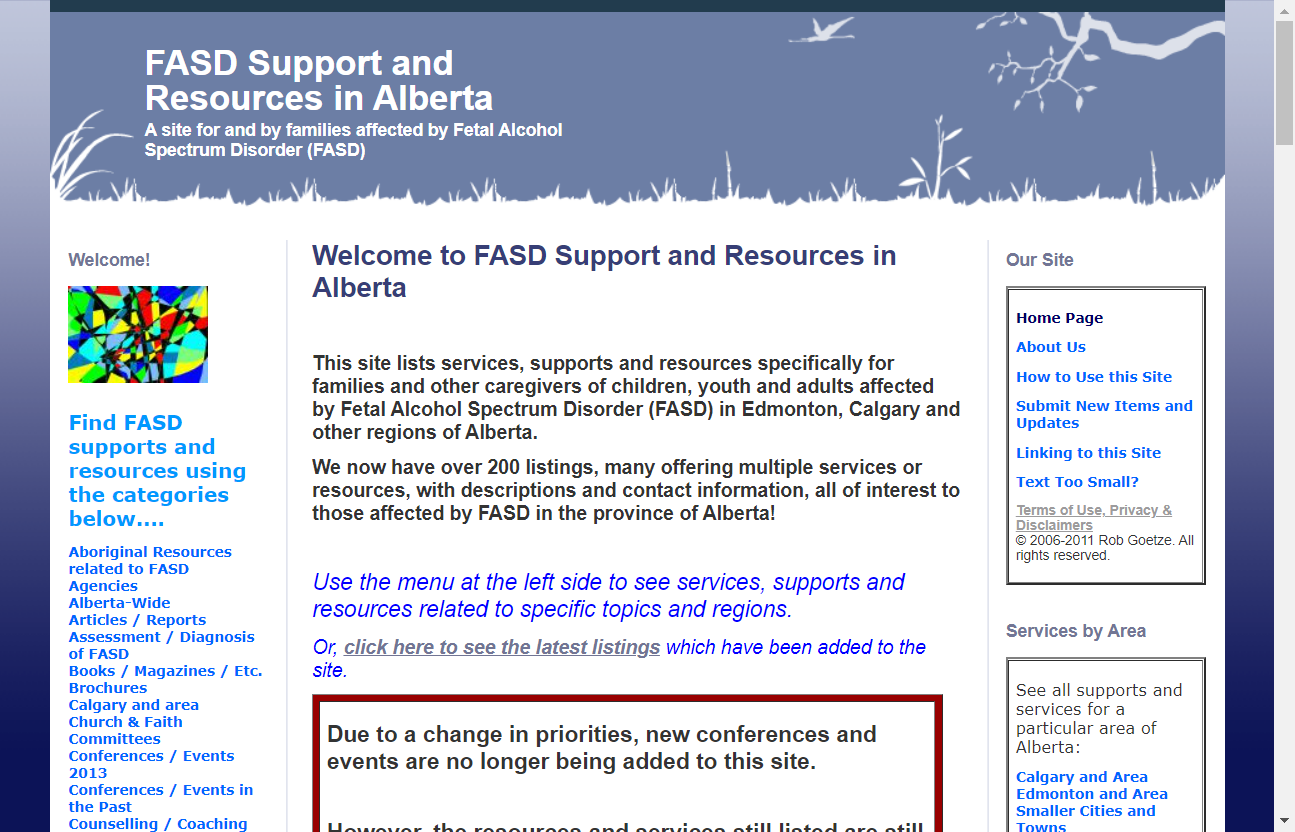 FASD Support and
Resources in Alberta
A site for and by families affected by Fetal Alcohol
Spectrum Disorder (FASD)
Welcome!
Find FASD
supports and
resources using
the categories
below....
Aboriginal Resources
related to FASD
Agencies
Alberta-Wide
Articles / Reports
Assessment / Diagnosis
of FASD
Books / Magazines / Etc.
Brochures
Calgary and area
Church & Faith
Committees
Conferences / Events
2013
Conferences / Events in
the Past
Counselling / Coaching
Welcome to FASD Support and Resources in
Alberta
This site lists services, supports and resources specifically for
families and other caregivers of children, youth and adults affected
by Fetal Alcohol Spectrum Disorder (FASD) in Edmonton, Calgary and
other regions of Alberta.
We now have over 200 listings, many offering multiple services or
resources, with descriptions and contact information, all of interest to
those affected by FASD in the province of Alberta!
Use the menu at the left side to see services, supports and
resources related to specific topics and regions.
Or, click here to see the latest listings which have been added to the
site.
Due to a change in priorities, new conferences and
events are no longer being added to this site.
However, the resources and services still listed are still
Our Site
Home Page
About Us
How to Use this Site
Submit New Items and
Updates
Linking to this Site
Text Too Small?
Terms of Use, Privacy &
Disclaimers
© 2006-2011 Rob Goetze. All
rights reserved.
Services by Area
See all supports and
services for a
particular area of
Alberta:
Calgary and Area
Edmonton and Area
Smaller Cities and
Towns